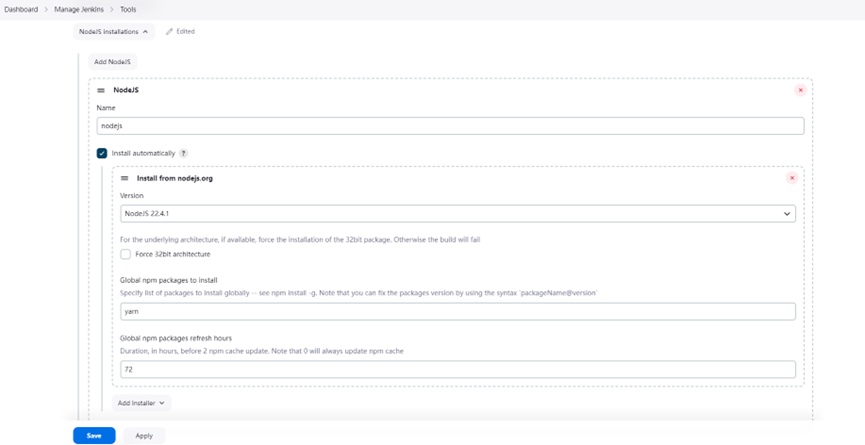 Dashboard > Manage Jenkins > Tools
NodeJS installations
Edited
Add NodeJS
NodeJS
Name
nodejs
Install automatically ?
Install from nodejs.org
Version
NodeJS 22.4.1
For the underlying architecture, if available, force the installation of the 32bit package. Otherwise the build will fail
Force 32bit architecture
Global npm packages to install
Specify list of packages to install globally -- see npm install -g. Note that you can fix the packages version by using the syntax `packageName@version`
yarn
Global npm packages refresh hours
Duration, in hours, before 2 npm cache update. Note that 0 will always update npm cache
72
Add Installer
Save
Apply